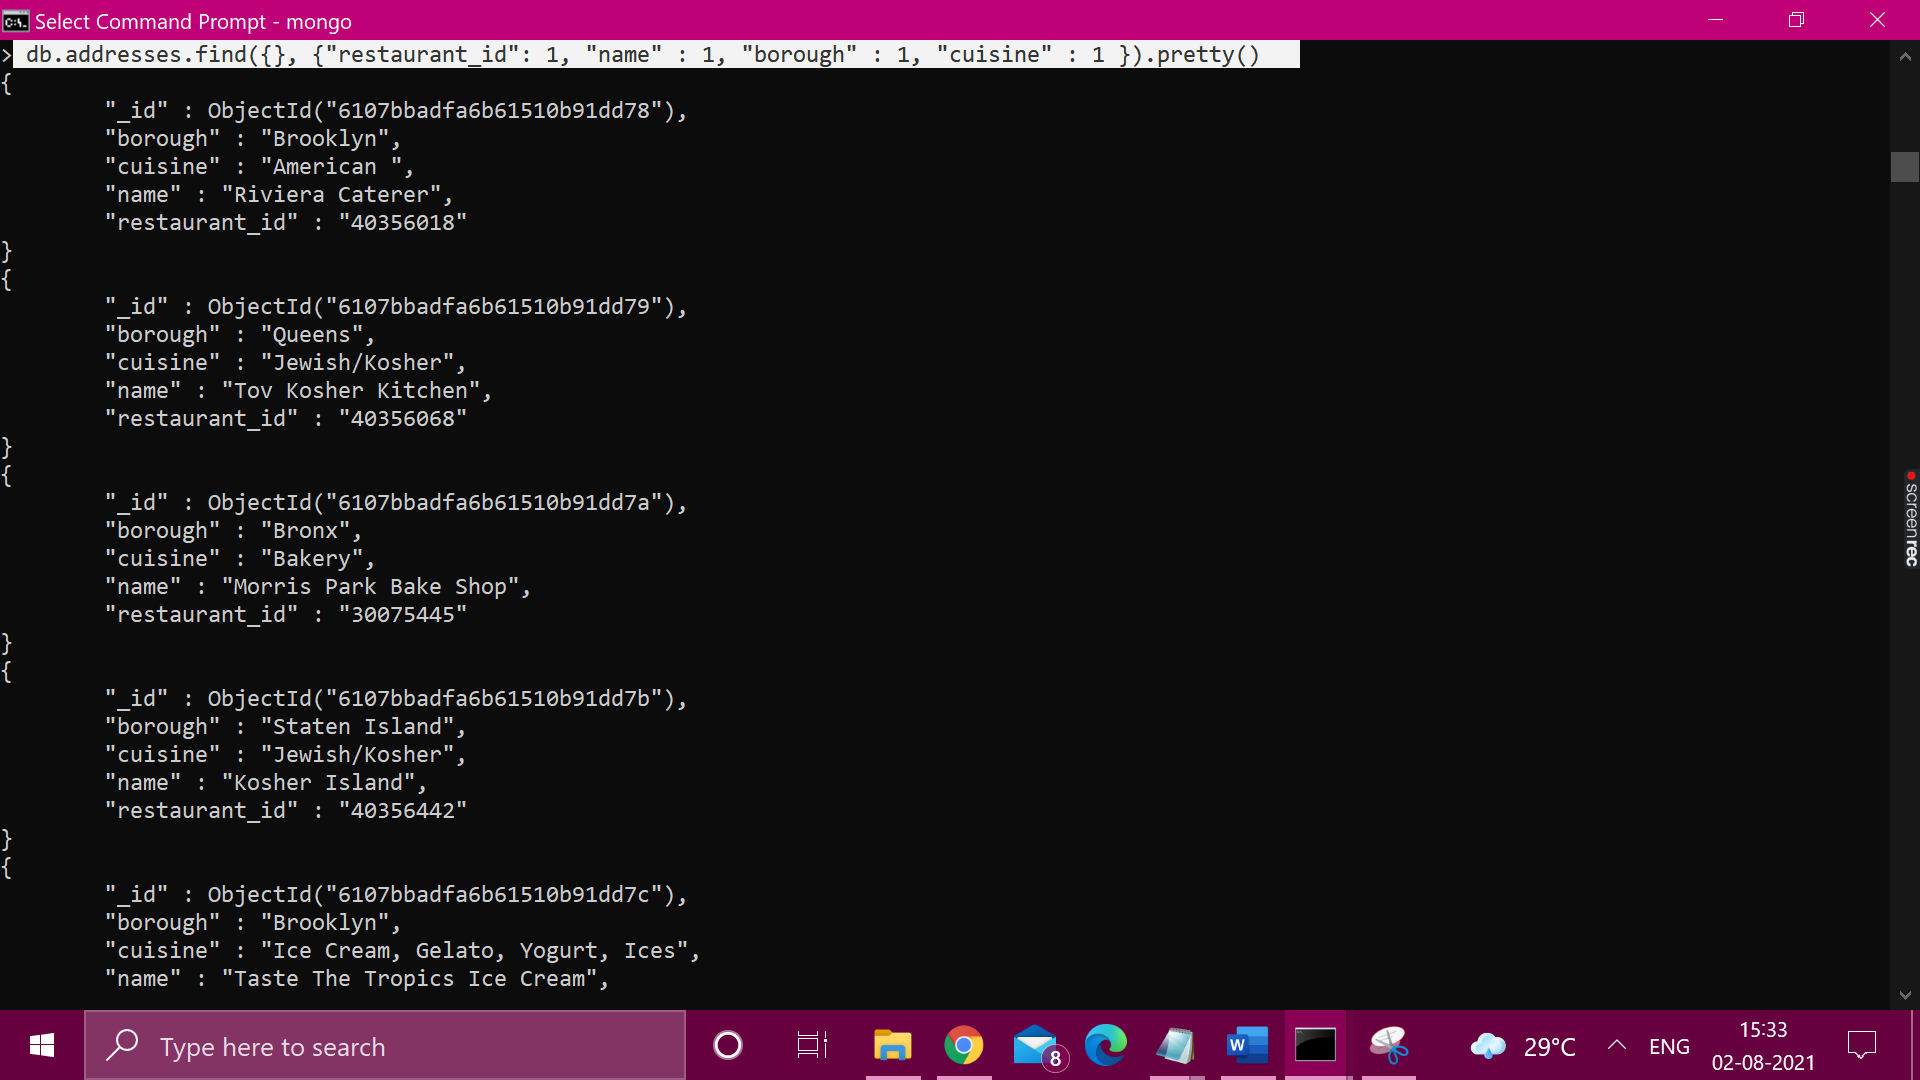 Select Command Prompt - mongo
> db.addresses.find({}, {"restaurant_id": 1, "name" : 1, "borough" : 1, "cuisine" : 1 }).pretty()
{
        "_id" : ObjectId("6107bbadfa6b61510b91dd78"),
        "borough" : "Brooklyn",
        "cuisine" : "American ",
        "name" : "Riviera Caterer",
        "restaurant_id" : "40356018"
}
{
        "_id" : ObjectId("6107bbadfa6b61510b91dd79"),
        "borough" : "Queens",
        "cuisine" : "Jewish/Kosher",
        "name" : "Tov Kosher Kitchen",
        "restaurant_id" : "40356068"
}
{
        "_id" : ObjectId("6107bbadfa6b61510b91dd7a"),
        "borough" : "Bronx",
        "cuisine" : "Bakery",
        "name" : "Morris Park Bake Shop",
        "restaurant_id" : "30075445"
}
{
        "_id" : ObjectId("6107bbadfa6b61510b91dd7b"),
        "borough" : "Staten Island",
        "cuisine" : "Jewish/Kosher",
        "name" : "Kosher Island",
        "restaurant_id" : "40356442"
}
{
        "_id" : ObjectId("6107bbadfa6b61510b91dd7c"),
        "borough" : "Brooklyn",
        "cuisine" : "Ice Cream, Gelato, Yogurt, Ices",
        "name" : "Taste The Tropics Ice Cream",
screenrec
Type here to search
8
W
29°C
ENG
15:33
02-08-2021